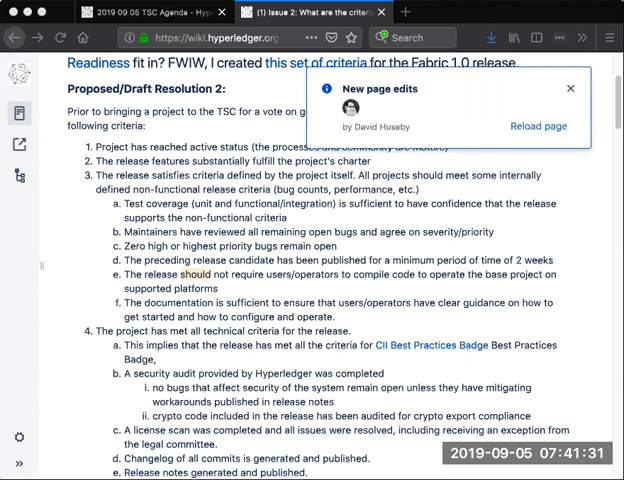 2019 09 05 TSC Agenda - Hype
(1) Issue 2: What are the criteri
https://wiki.hyperledger.org
Search
Readiness fit in? FWIW, I created this set of criteria for the Fabric 1.0 release.
Proposed/Draft Resolution 2:
New page edits
by David Huseby
Reload page
Prior to bringing a project to the TSC for a vote on g
following criteria:
1. Project has reached active status (the process and community are mature)
2. The release features substantially fulfill the project's charter
3. The release satisfies criteria defined by the project itself. All projects should meet some internally
defined non-functional release criteria (bug counts, performance, etc.)
a. Test coverage (unit and functional/integration) is sufficient to have confidence that the release
supports the non-functional criteria
b. Maintainers have reviewed all remaining open bugs and agree on severity/priority
c. Zero high or highest priority bugs remain open
d. The preceding release candidate has been published for a minimum period of time of 2 weeks
e. The release should not require users/operators to compile code to operate the base project on
supported platforms
f. The documentation is sufficient to ensure that users/operators have clear guidance on how to
get started and how to configure and operate.
4. The project has met all technical criteria for the release.
a. This implies that the release has met all the criteria for CII Best Practices Badge Best Practices
Badge,
b. A security audit provided by Hyperledger was completed
i. no bugs that affect security of the system remain open unless they have mitigating
workarounds published in release notes
ii. crypto code included in the release has been audited for crypto export compliance
c. A license scan was completed and all issues were resolved, including receiving an exception from
the legal committee.
d. Changelog of all commits is generated and published.
e. Release notes generated and published.
2019-09-05 07:41:31